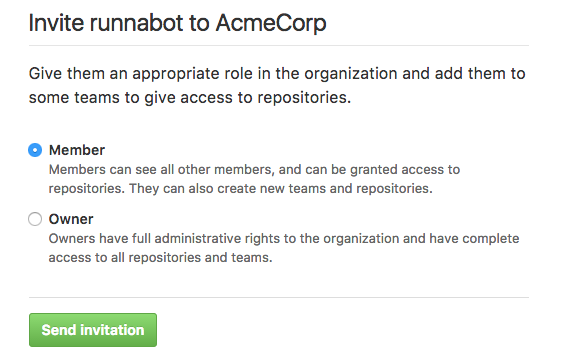 Invite runnabot to AcmeCorp
Give them an appropriate role in the organization and add them to
some teams to give access to repositories.
Member
Members can see all other members, and can be granted access to
repositories. They can also create new teams and repositories.
Owner
Owners have full administrative rights to the organization and have complete
access to all repositories and teams.
Send invitation